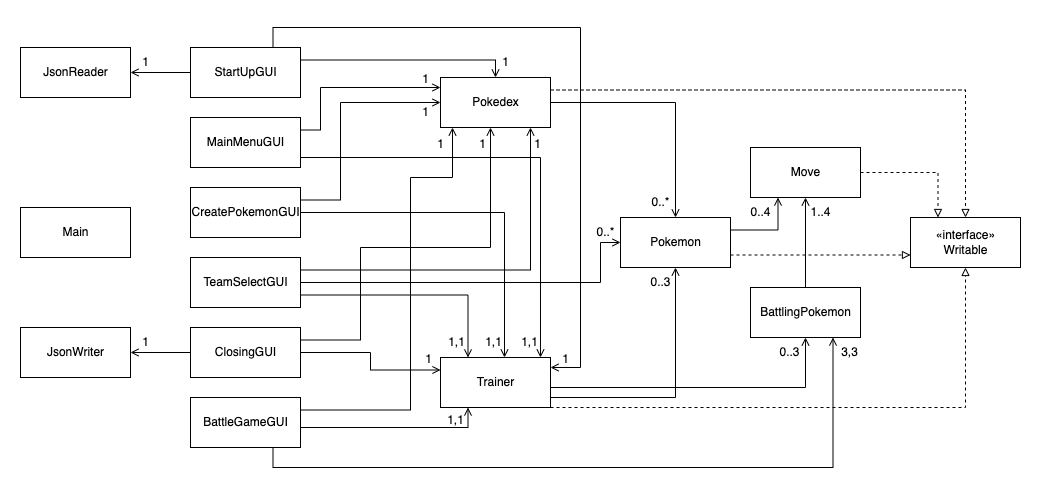 JsonReader
1
StartUpGUI
1
1
Pokedex
1
MainMenuGUI
1
1
1
Move
CreatePokemonGUI
0..*
0..4
1..4
Main
0..*
Pokemon
«interface»
Writable
TeamSelectGUI
0..3
BattlingPokemon
JsonWriter
1
ClosingGUI
1,1
1,1
1,1
1
1
0..3
3,3
Trainer
BattleGameGUI
1,1